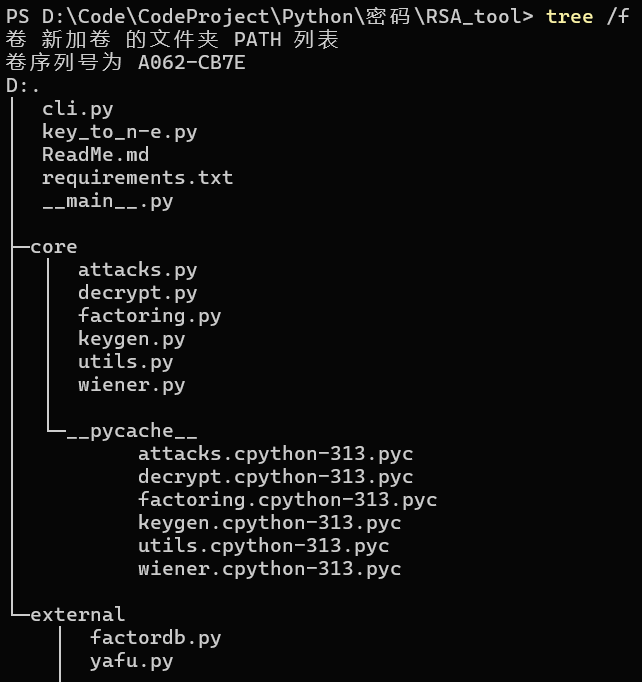 PS D:\Code\CodeProject\Python\密码\RSA_tool> tree /f
卷 新加卷 的文件夹 PATH 列表
卷序列号为 A062-CB7E
D:.
│  cli.py
│  key_to_n-e.py
│  ReadMe.md
│  requirements.txt
│  __main__.py
│
├─core
│  │  attacks.py
│  │  decrypt.py
│  │  factoring.py
│  │  keygen.py
│  │  utils.py
│  │  wiener.py
│  │
│  └─__pycache__
│          attacks.cpython-313.pyc
│          decrypt.cpython-313.pyc
│          factoring.cpython-313.pyc
│          keygen.cpython-313.pyc
│          utils.cpython-313.pyc
│          wiener.cpython-313.pyc
│
└─external
    │  factordb.py
    │  yafu.py